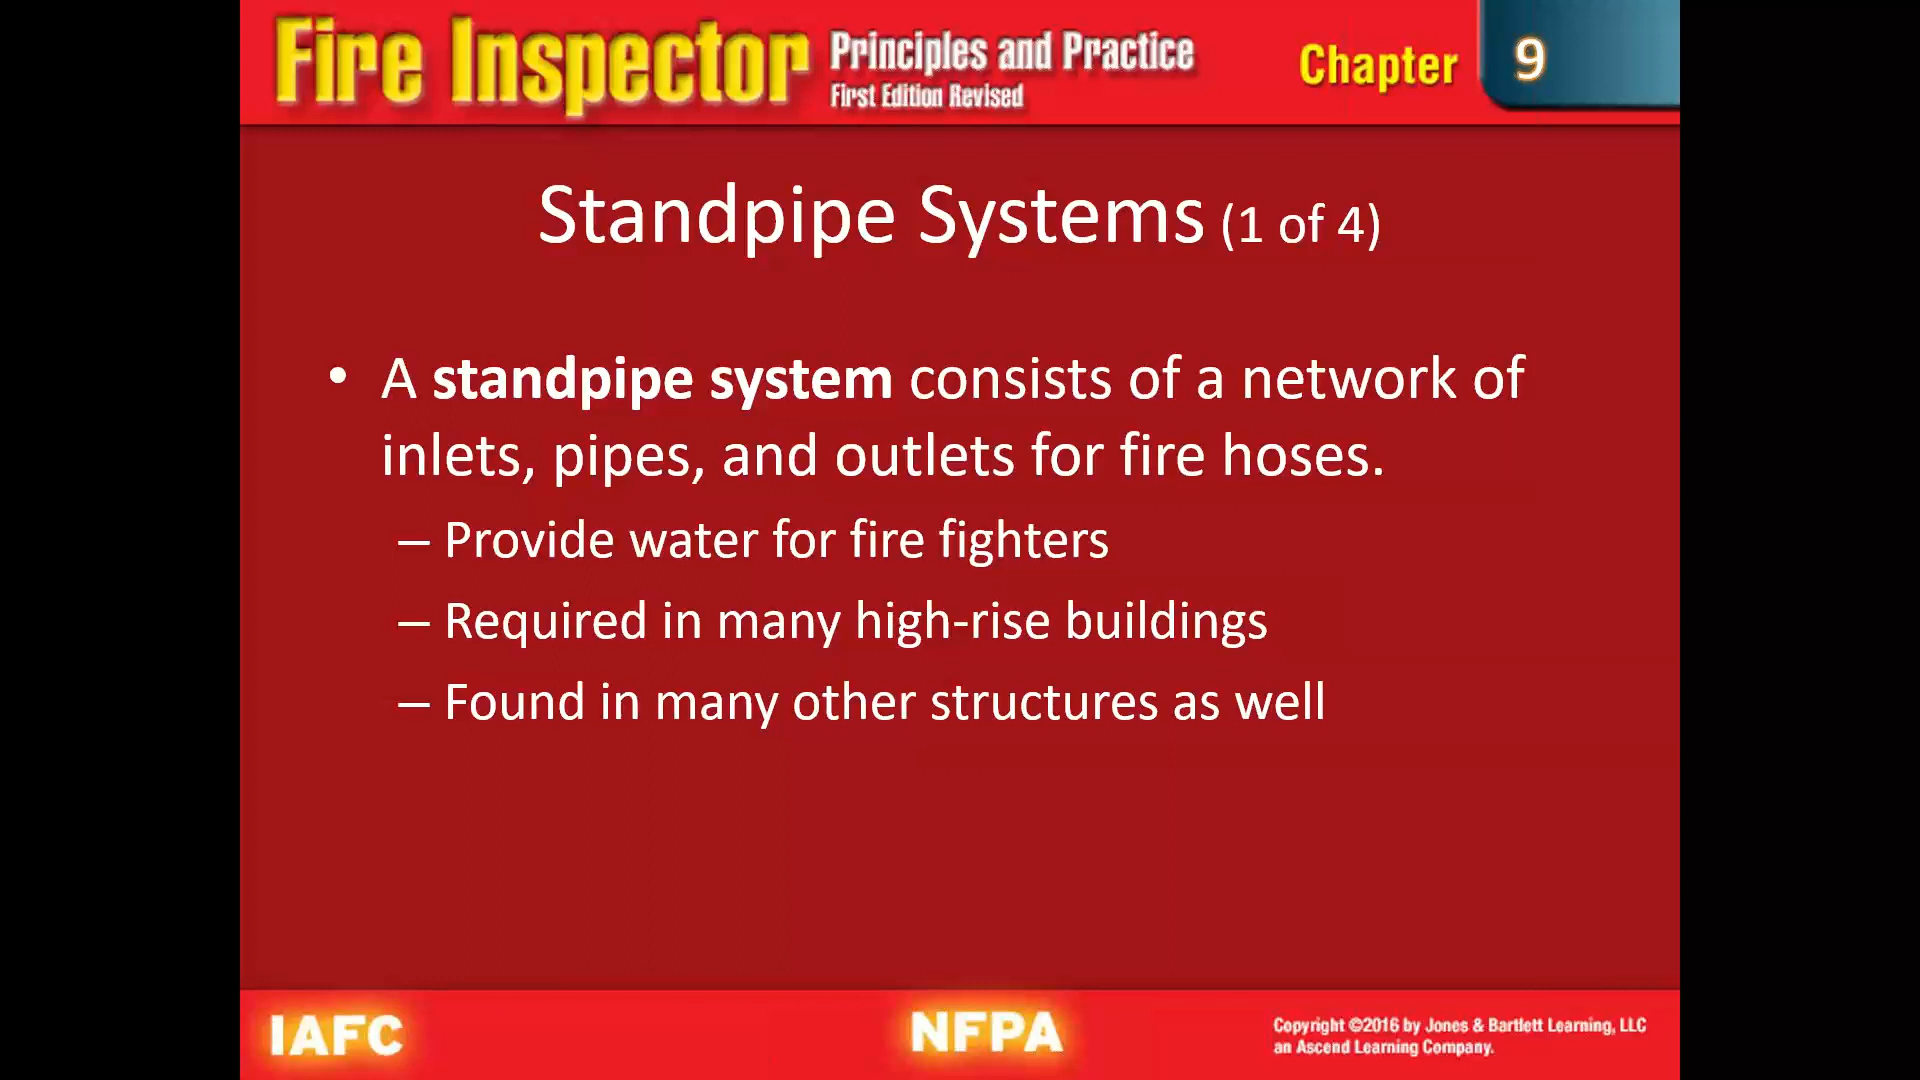 Fire Inspector Principles and Practice
First Edition Revised
Chapter 9
Standpipe Systems (1 of 4)
• A standpipe system consists of a network of
inlets, pipes, and outlets for fire hoses.
– Provide water for fire fighters
– Required in many high-rise buildings
– Found in many other structures as well
IAFC
NFPA
Copyright ©2016 by Jones & Bartlett Learning, LLC
an Ascend Learning Company.